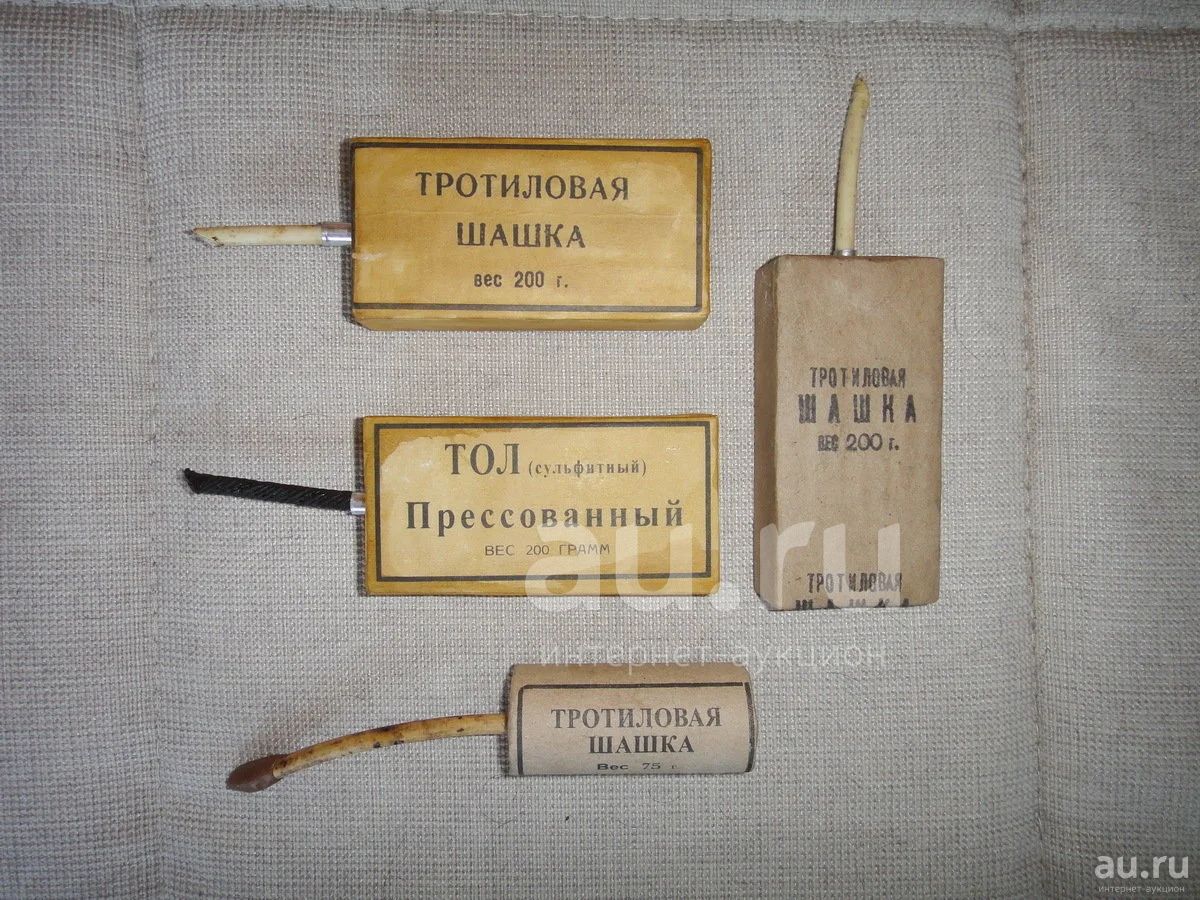 ТРОТИЛОВАЯ
ШАШКА
вес 200 г.
ТРОТИЛОВАЯ
ШАШКА
ВЕС 200 г.
ТРОТИЛОВАЯ
ШАШКА
ТОЛ (сульфитный)
Прессованный
ВЕС 200 ГРАММ
au.ru
интернет-аукцион
ТРОТИЛОВАЯ
ШАШКА
Вес 75 г
au.ru
интернет-аукцион